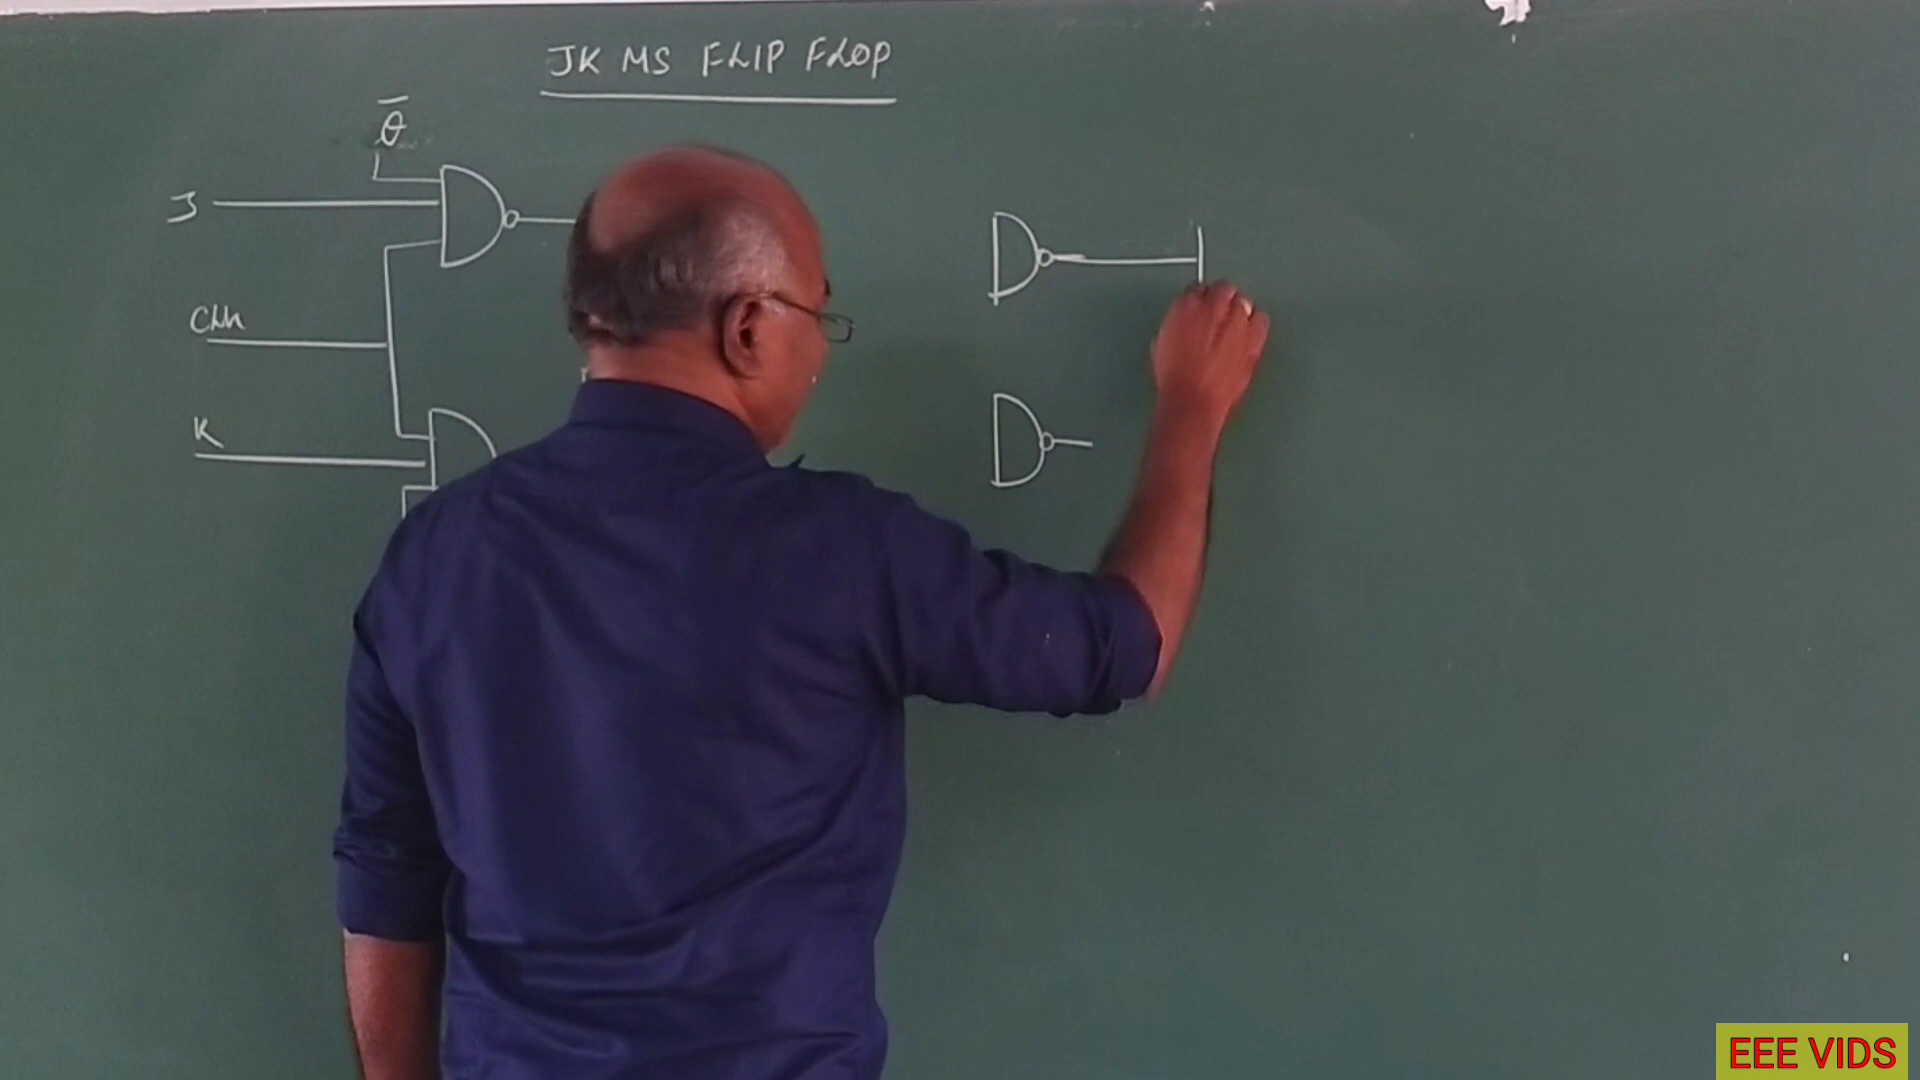 JK MS FLIP FLOP
Q̅
J
Clk
K
EEE VIDS